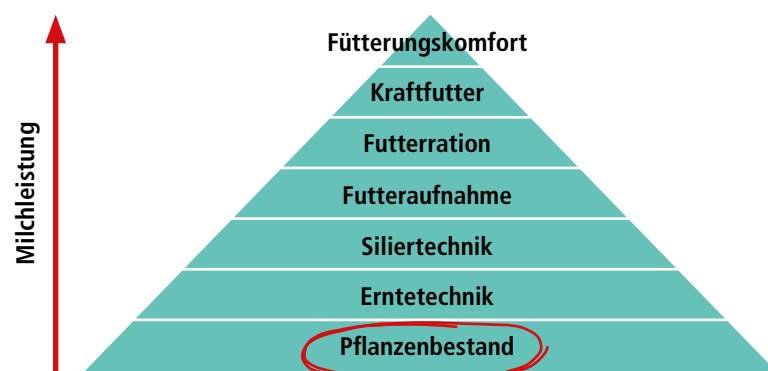 Fütterungskomfort
Kraftfutter
Futterration
Futteraufnahme
Siliertechnik
Erntetechnik
Pflanzenbestand
Milchleistung